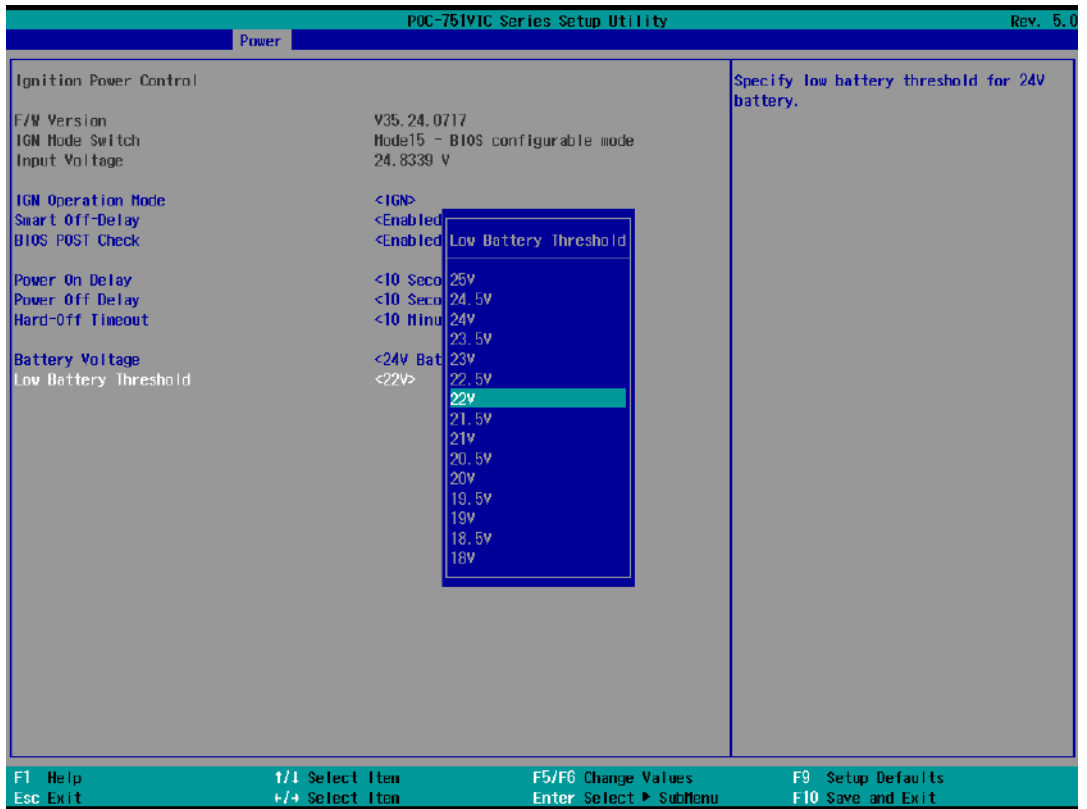 POC-751VTC Series Setup Utility Rev. 5.0
Power
Ignition Power Control
F/W Version V35.24.0717
IGN Mode Switch Mode15 - BIOS configurable mode
Input Voltage 24.8339 V
IGN Operation Mode <IGN>
Smart Off-Delay <Enabled
BIOS POST Check <Enabled
Power On Delay <10 Seco
Power Off Delay <10 Seco
Hard-Off Timeout <10 Minu
Battery Voltage <24V Bat
Low Battery Threshold <22V>
Low Battery Threshold
25V
24.5V
24V
23.5V
23V
22.5V
22V
21.5V
21V
20.5V
20V
19.5V
19V
18.5V
18V
Specify low battery threshold for 24V
battery.
F1 Help ↑/↓ Select Item F5/F6 Change Values F9 Setup Defaults
Esc Exit ←/→ Select Item Enter Select ▶ SubMenu F10 Save and Exit